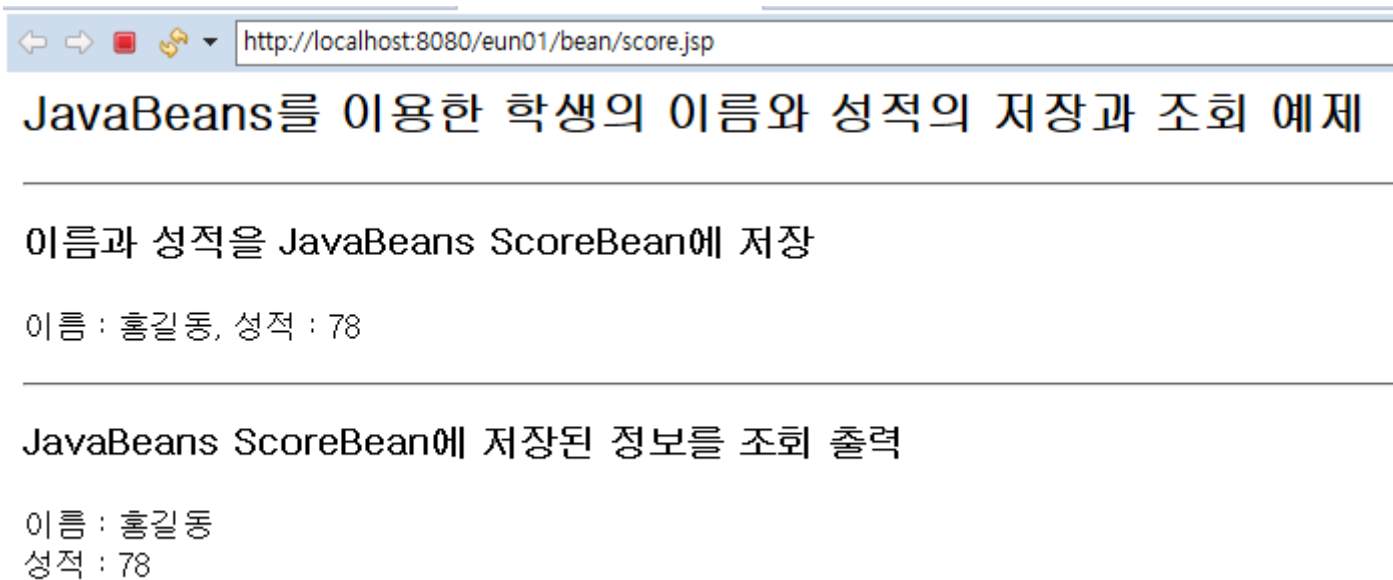 http://localhost:8080/eun01/bean/score.jsp
JavaBeans를 이용한 학생의 이름와 성적의 저장과 조회 예제
이름과 성적을 JavaBeans ScoreBean에 저장
이름 : 홍길동, 성적 : 78
JavaBeans ScoreBean에 저장된 정보를 조회 출력
이름 : 홍길동
성적 : 78